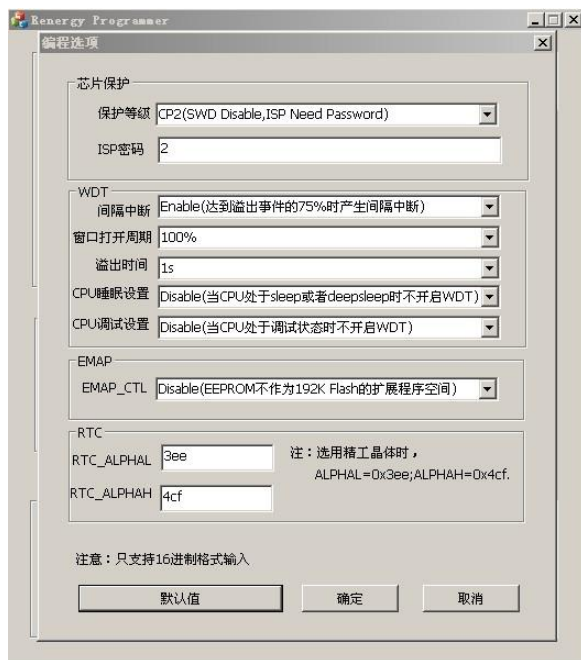 Renergy Programmer
编程选项
芯片保护
保护等级 CP2(SWD Disable,ISP Need Password)
ISP密码 2
WDT
间隔中断 Enable(达到溢出事件的75%时产生间隔中断)
窗口打开周期 100%
溢出时间 1s
CPU睡眠设置 Disable(当CPU处于sleep或者deepsleep时不开启WDT)
CPU调试设置 Disable(当CPU处于调试状态时不开启WDT)
EMAP
EMAP_CTL Disable(EEPROM不作为192K Flash的扩展程序空间)
RTC
RTC_ALPHAL 3ee 注：选用精工晶体时，
ALPHAL=0x3ee;ALPHAH=0x4cf.
RTC_ALPHAH 4cf
注意：只支持16进制格式输入
默认值 确定 取消